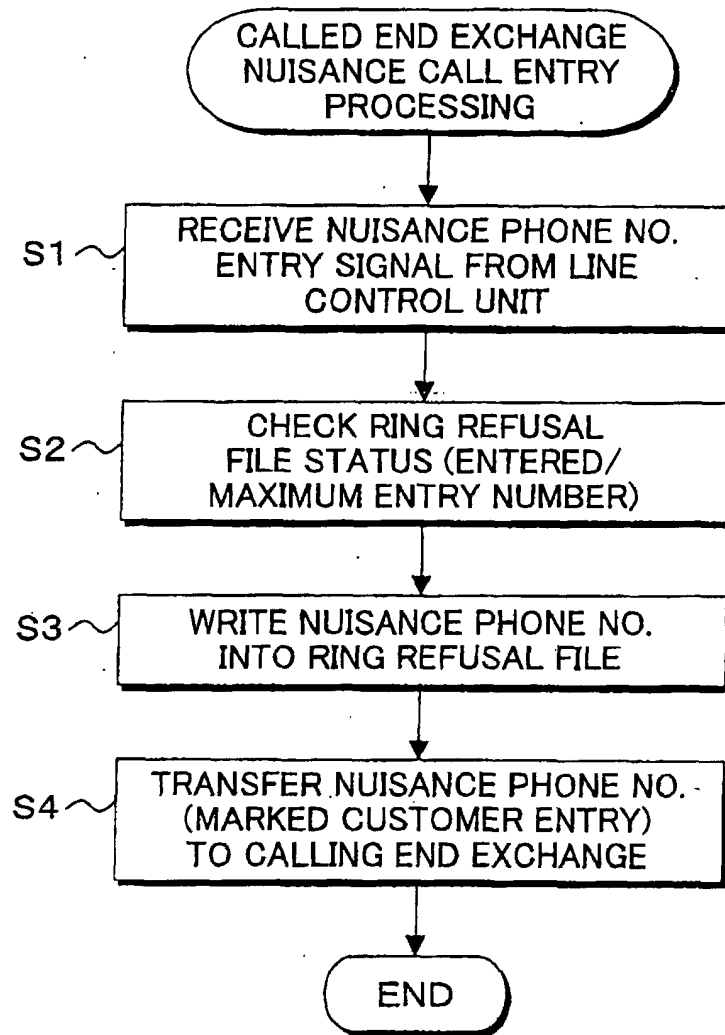 CALLED END EXCHANGE
NUISANCE CALL ENTRY
PROCESSING
S1
RECEIVE NUISANCE PHONE NO.
ENTRY SIGNAL FROM LINE
CONTROL UNIT
S2
CHECK RING REFUSAL
FILE STATUS (ENTERED/
MAXIMUM ENTRY NUMBER)
S3
WRITE NUISANCE PHONE NO.
INTO RING REFUSAL FILE
S4
TRANSFER NUISANCE PHONE NO.
(MARKED CUSTOMER ENTRY)
TO CALLING END EXCHANGE
END